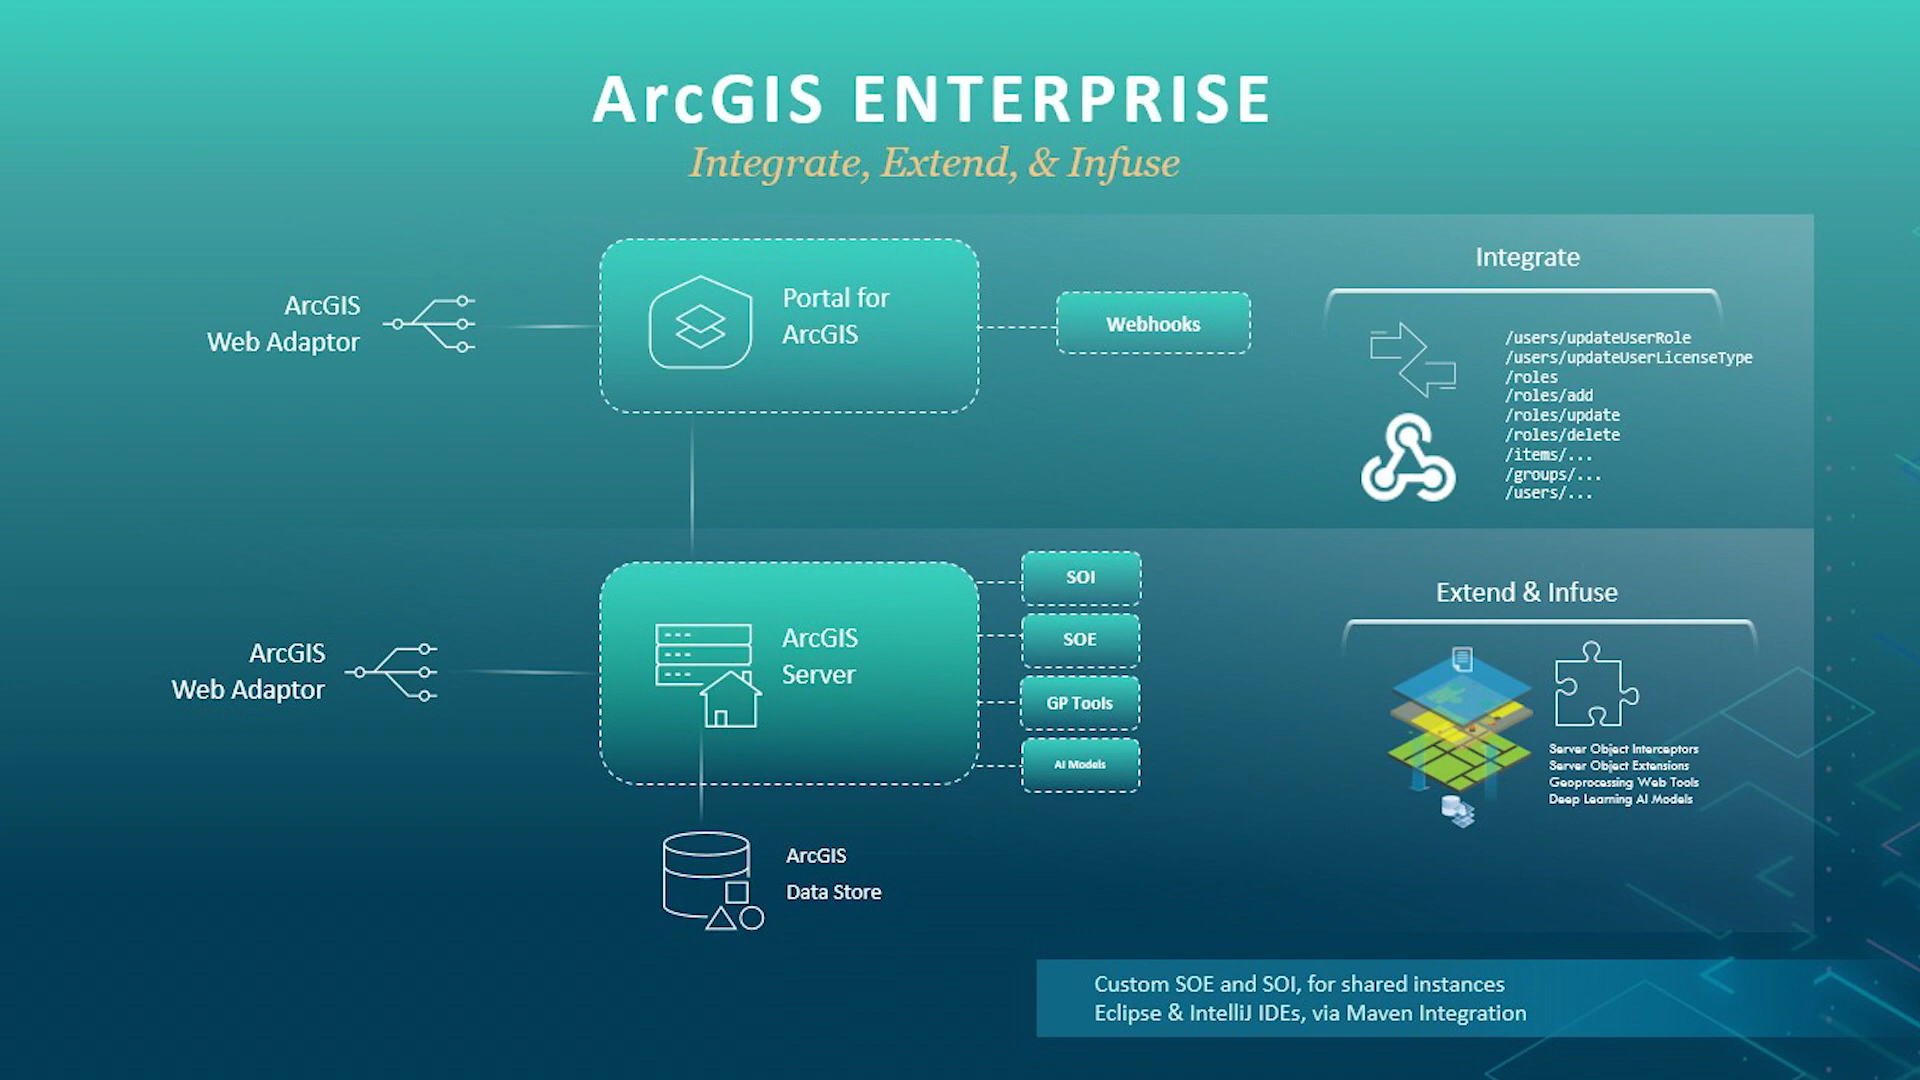 ArcGIS ENTERPRISE
Integrate, Extend, & Infuse
ArcGIS
Web Adaptor
Portal for
ArcGIS
Webhooks
Integrate
/users/updateUserRole
/users/updateUserLicenseType
/roles
/roles/add
/roles/update
/roles/delete
/items/...
/groups/...
/users/...
ArcGIS
Web Adaptor
ArcGIS
Server
SOI
SOE
GP Tools
AI Models
Extend & Infuse
Server Object Interceptors
Server Object Extensions
Geoprocessing Web Tools
Deep Learning AI Models
ArcGIS
Data Store
Custom SOE and SOI, for shared instances
Eclipse & IntelliJ IDEs, via Maven Integration